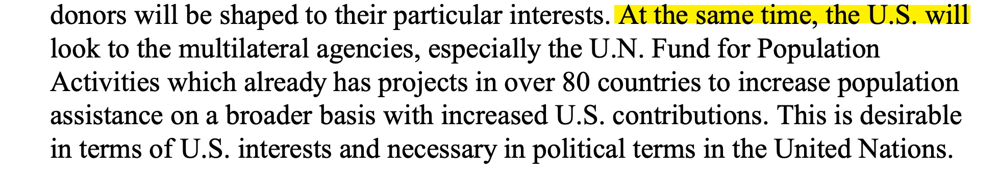 donors will be shaped to their particular interests. At the same time, the U.S. will
look to the multilateral agencies, especially the U.N. Fund for Population
Activities which already has projects in over 80 countries to increase population
assistance on a broader basis with increased U.S. contributions. This is desirable
in terms of U.S. interests and necessary in political terms in the United Nations.